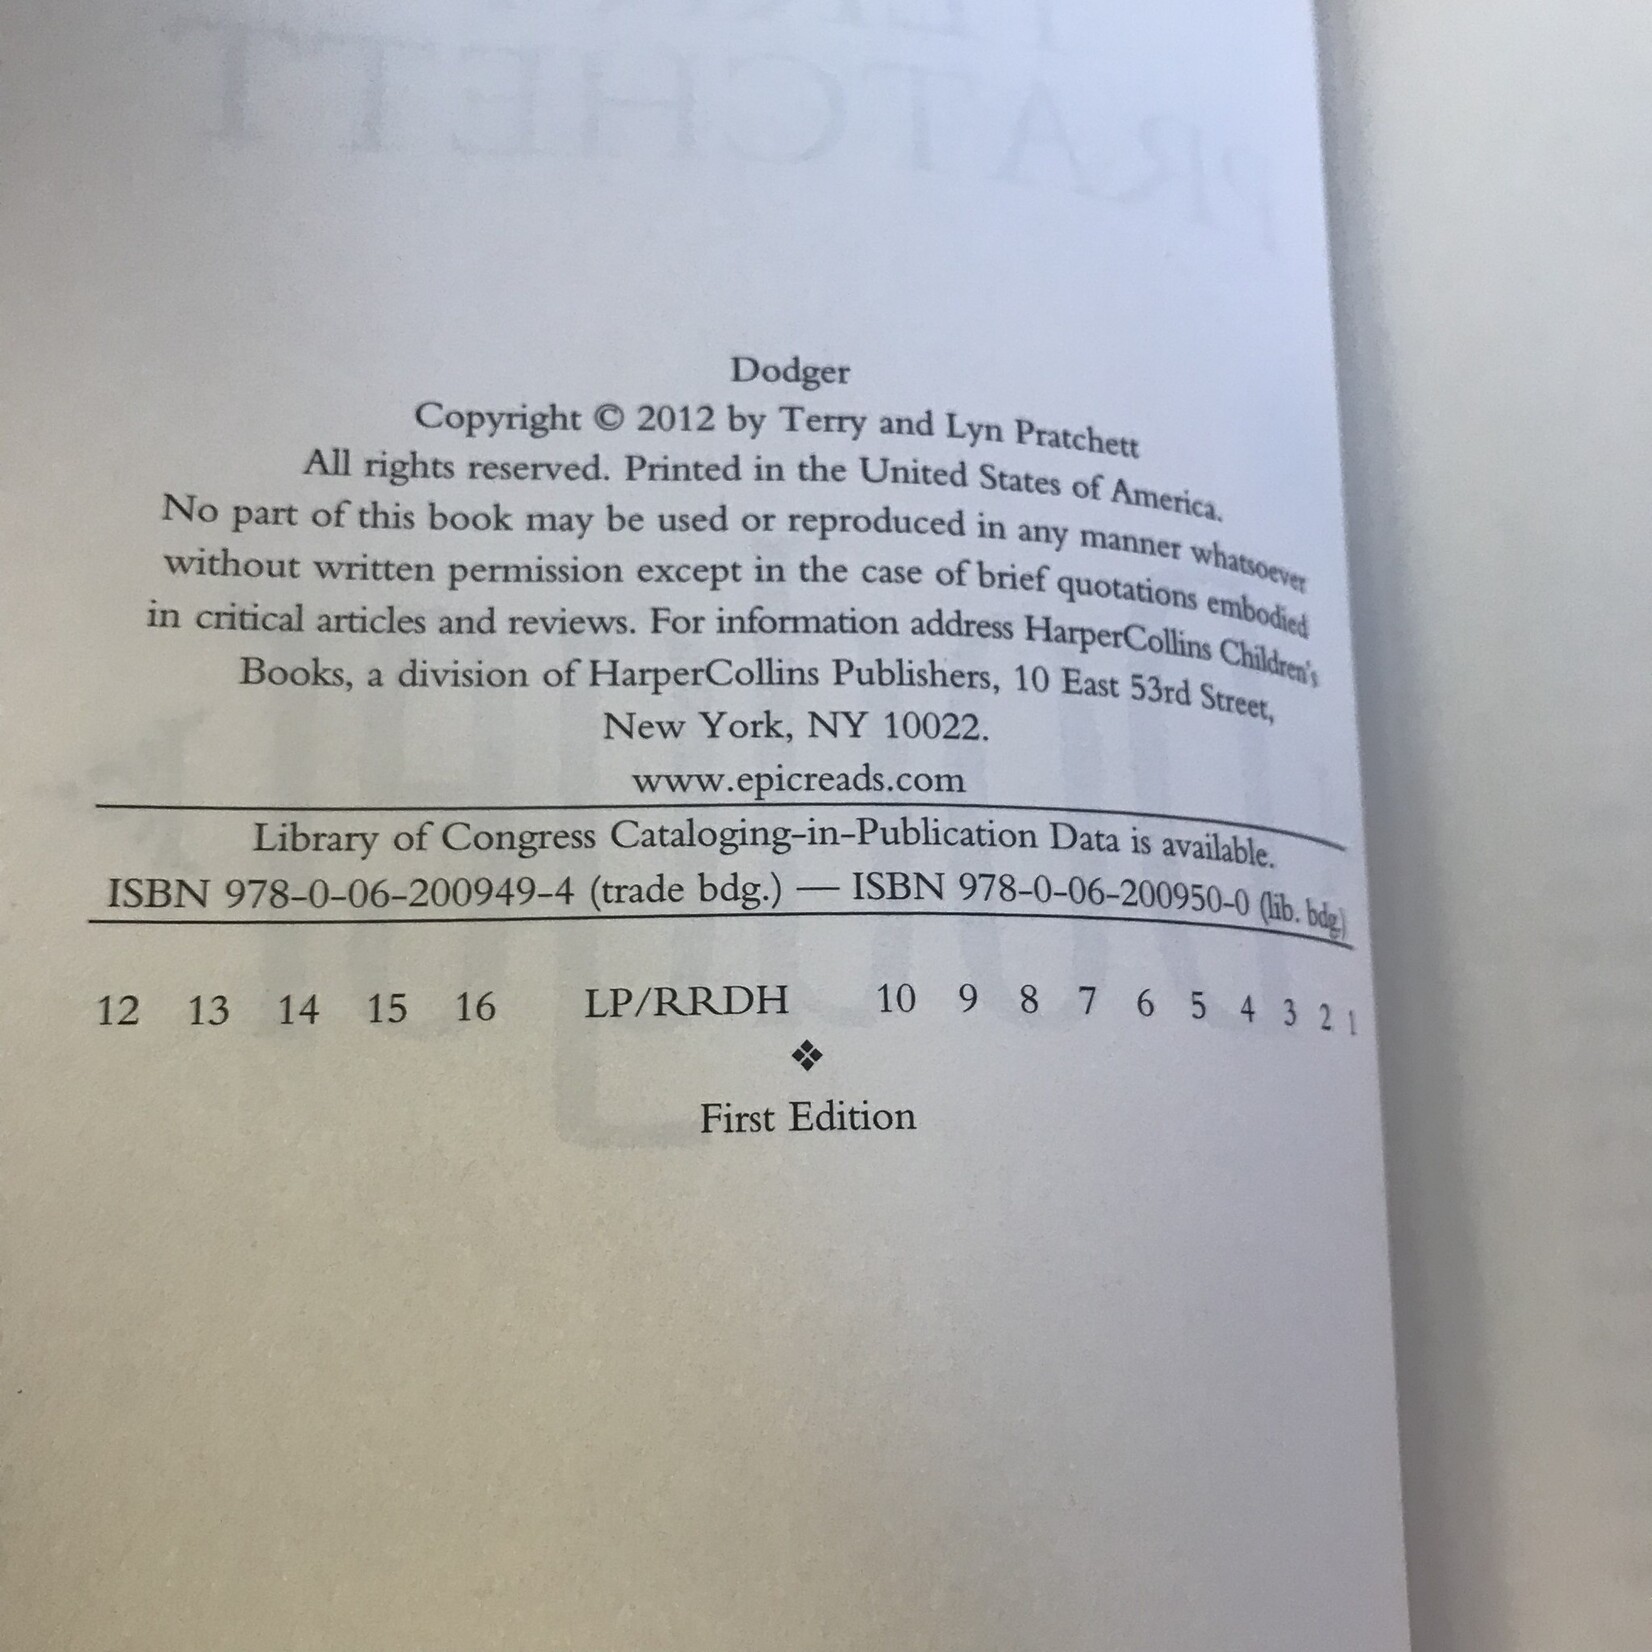 Dodger
Copyright © 2012 by Terry and Lyn Pratchett
All rights reserved. Printed in the United States of America.
No part of this book may be used or reproduced in any manner whatsoever
without written permission except in the case of brief quotations embodied
in critical articles and reviews. For information address HarperCollins Children's
Books, a division of HarperCollins Publishers, 10 East 53rd Street,
New York, NY 10022.
www.epicreads.com
Library of Congress Cataloging-in-Publication Data is available.
ISBN 978-0-06-200949-4 (trade bdg.) — ISBN 978-0-06-200950-0 (lib. bdg)
12 13 14 15 16 LP/RRDH 10 9 8 7 6 5 4 3 2 1
❖
First Edition